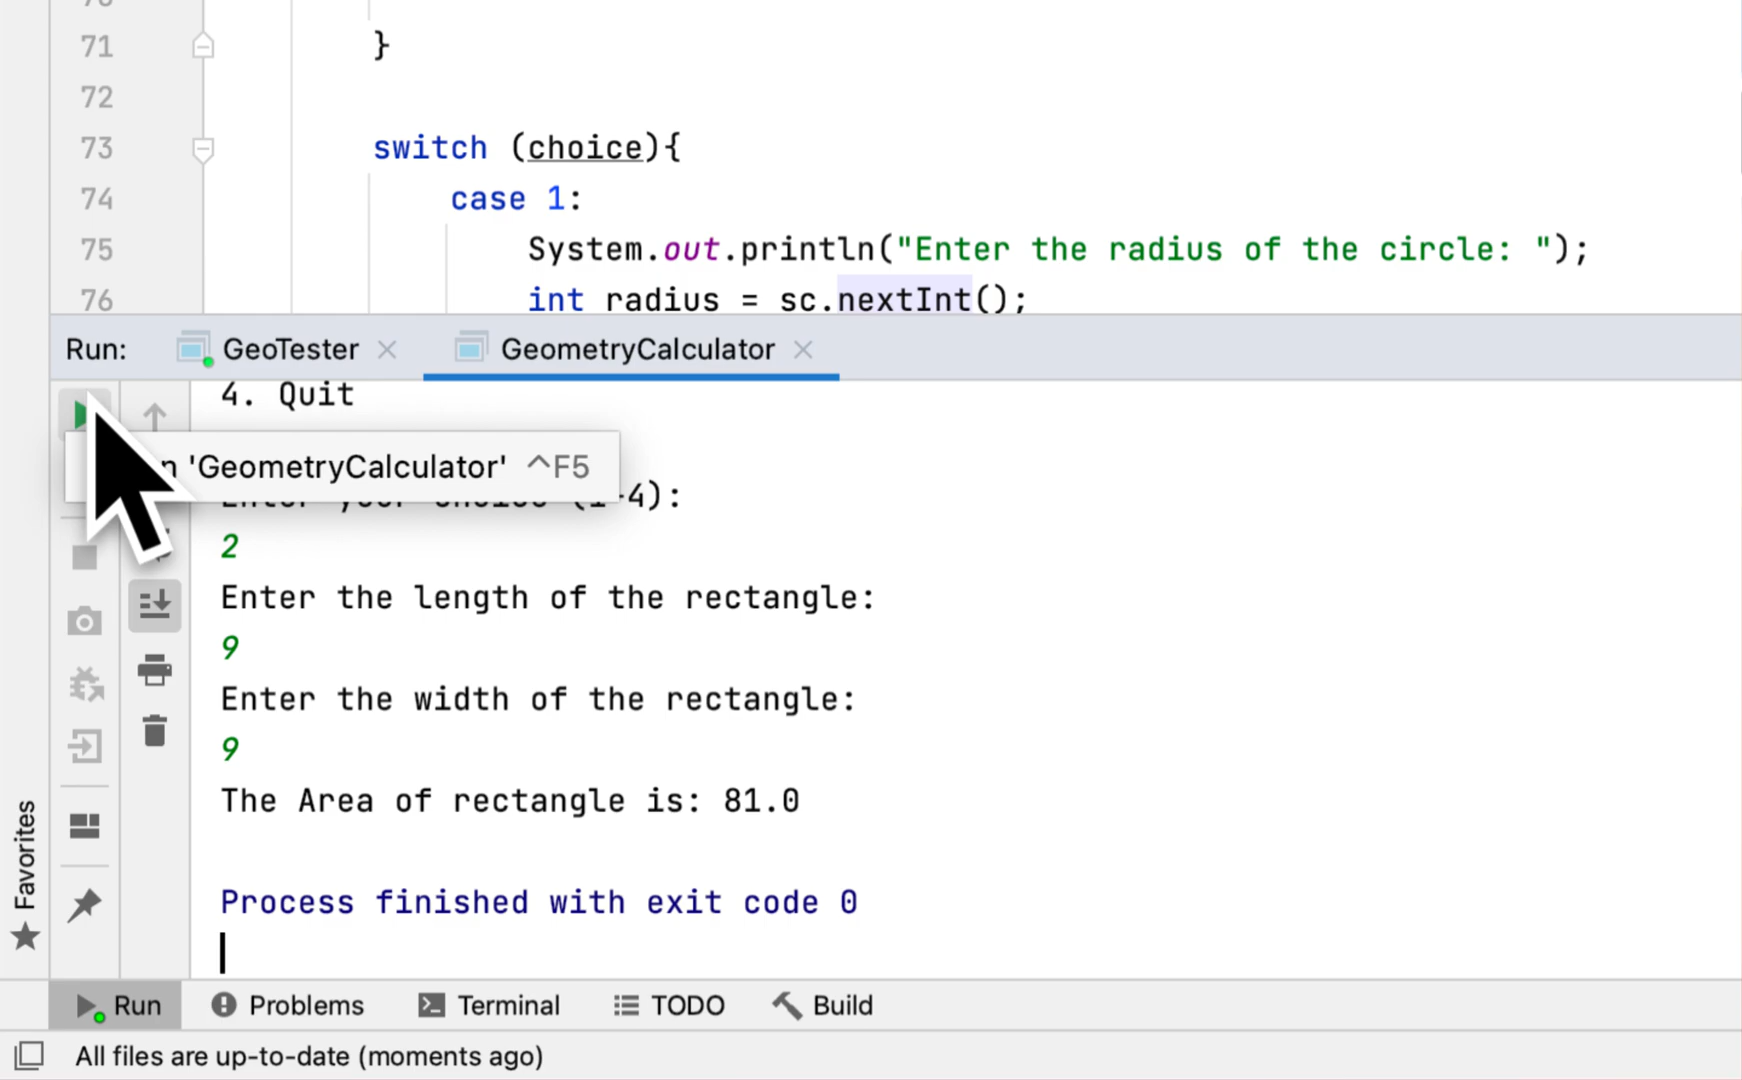 71 }
72
73 switch (choice){
74 case 1:
75 System.out.println("Enter the radius of the circle: ");
76 int radius = sc.nextInt();
Run: GeoTester GeometryCalculator
4. Quit
'GeometryCalculator' ^F5
-4):
2
Enter the length of the rectangle:
9
Enter the width of the rectangle:
9
The Area of rectangle is: 81.0
Process finished with exit code 0
Favorites
Run Problems Terminal TODO Build
All files are up-to-date (moments ago)